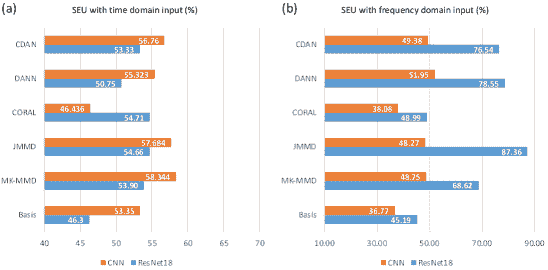 (a)
SEU with time domain input (%)
CDAN
56.76
53.33
DANN
55.323
50.75
CORAL
46.436
54.71
JMMD
57.684
54.66
MK-MMD
58.344
53.90
Basis
53.35
46.3
40 45 50 55 60 65 70
CNN ResNet18
(b)
SEU with frequency domain input (%)
CDAN
49.38
76.54
DANN
51.95
78.55
CORAL
38.08
48.99
JMMD
48.27
87.36
MK-MMD
48.75
68.62
Basis
36.77
45.19
10.00 30.00 50.00 70.00 90.00
CNN ResNet18